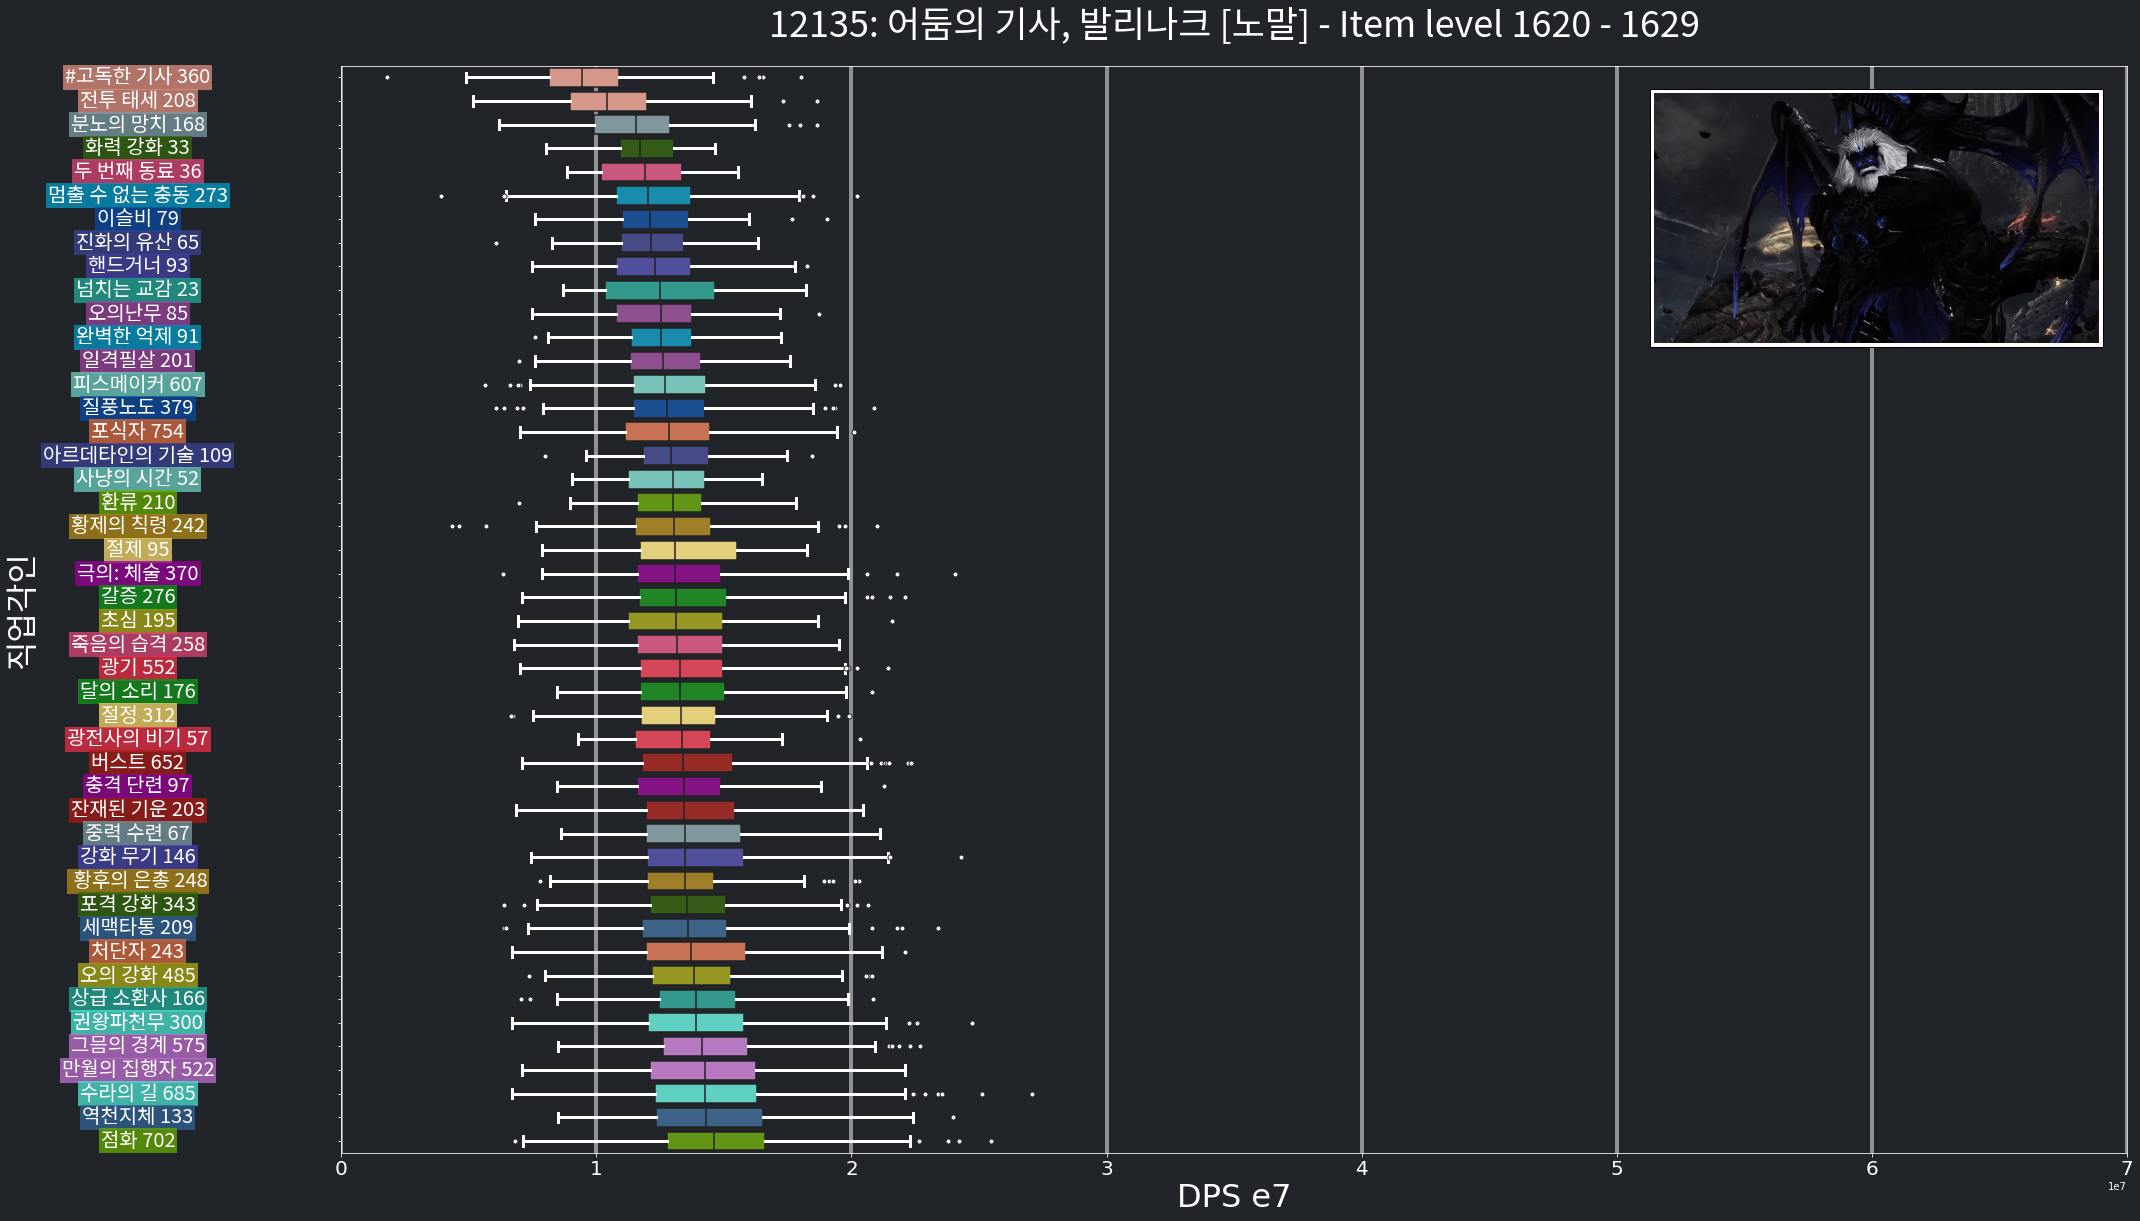 12135: 어둠의 기사, 발리나크 [노말] - Item level 1620 - 1629
#고독한 기사 360
전투 태세 208
분노의 망치 168
화력 강화 33
두 번째 동료 36
멈출 수 없는 충동 273
이슬비 79
진화의 유산 65
핸드거너 93
넘치는 교감 23
오의난무 85
완벽한 억제 91
일격필살 201
피스메이커 607
질풍노도 379
포식자 754
아르데타인의 기술 109
사냥의 시간 52
환류 210
황제의 칙령 242
절제 95
극의: 체술 370
갈증 276
초심 195
죽음의 습격 258
광기 552
달의 소리 176
절정 312
광전사의 비기 57
버스트 652
충격 단련 97
잔재된 기운 203
중력 수련 67
강화 무기 146
황후의 은총 248
포격 강화 343
세맥타통 209
처단자 243
오의 강화 485
상급 소환사 166
권왕파천무 300
그믐의 경계 575
만월의 집행자 522
수라의 길 685
역천지체 133
점화 702
직업각인
0 1 2 3 4 5 6 7
DPS e7
1e7